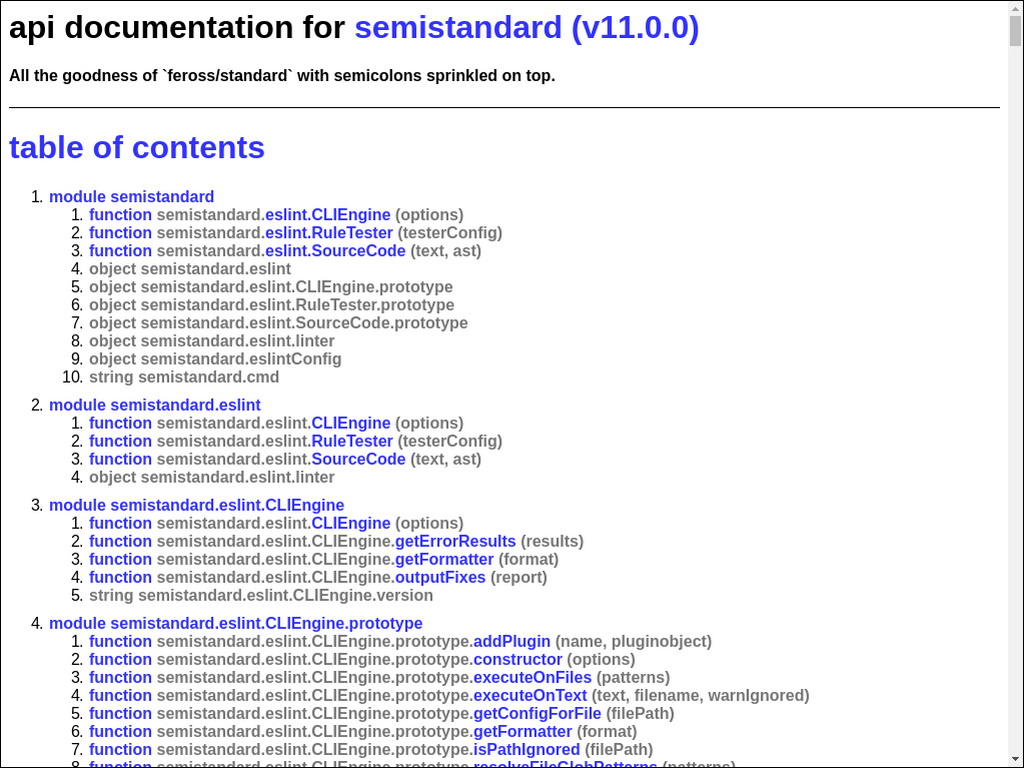 api documentation for semistandard (v11.0.0)
All the goodness of `feross/standard` with semicolons sprinkled on top.
table of contents
1. module semistandard
1. function semistandard.eslint.CLIEngine (options)
2. function semistandard.eslint.RuleTester (testerConfig)
3. function semistandard.eslint.SourceCode (text, ast)
4. object semistandard.eslint
5. object semistandard.eslint.CLIEngine.prototype
6. object semistandard.eslint.RuleTester.prototype
7. object semistandard.eslint.SourceCode.prototype
8. object semistandard.eslint.linter
9. object semistandard.eslintConfig
10. string semistandard.cmd
2. module semistandard.eslint
1. function semistandard.eslint.CLIEngine (options)
2. function semistandard.eslint.RuleTester (testerConfig)
3. function semistandard.eslint.SourceCode (text, ast)
4. object semistandard.eslint.linter
3. module semistandard.eslint.CLIEngine
1. function semistandard.eslint.CLIEngine (options)
2. function semistandard.eslint.CLIEngine.getErrorResults (results)
3. function semistandard.eslint.CLIEngine.getFormatter (format)
4. function semistandard.eslint.CLIEngine.outputFixes (report)
5. string semistandard.eslint.CLIEngine.version
4. module semistandard.eslint.CLIEngine.prototype
1. function semistandard.eslint.CLIEngine.prototype.addPlugin (name, pluginobject)
2. function semistandard.eslint.CLIEngine.prototype.constructor (options)
3. function semistandard.eslint.CLIEngine.prototype.executeOnFiles (patterns)
4. function semistandard.eslint.CLIEngine.prototype.executeOnText (text, filename, warnIgnored)
5. function semistandard.eslint.CLIEngine.prototype.getConfigForFile (filePath)
6. function semistandard.eslint.CLIEngine.prototype.getFormatter (format)
7. function semistandard.eslint.CLIEngine.prototype.isPathIgnored (filePath)
8. function semistandard.eslint.CLIEngine.prototype.resolveFileGlobPatterns (patterns)